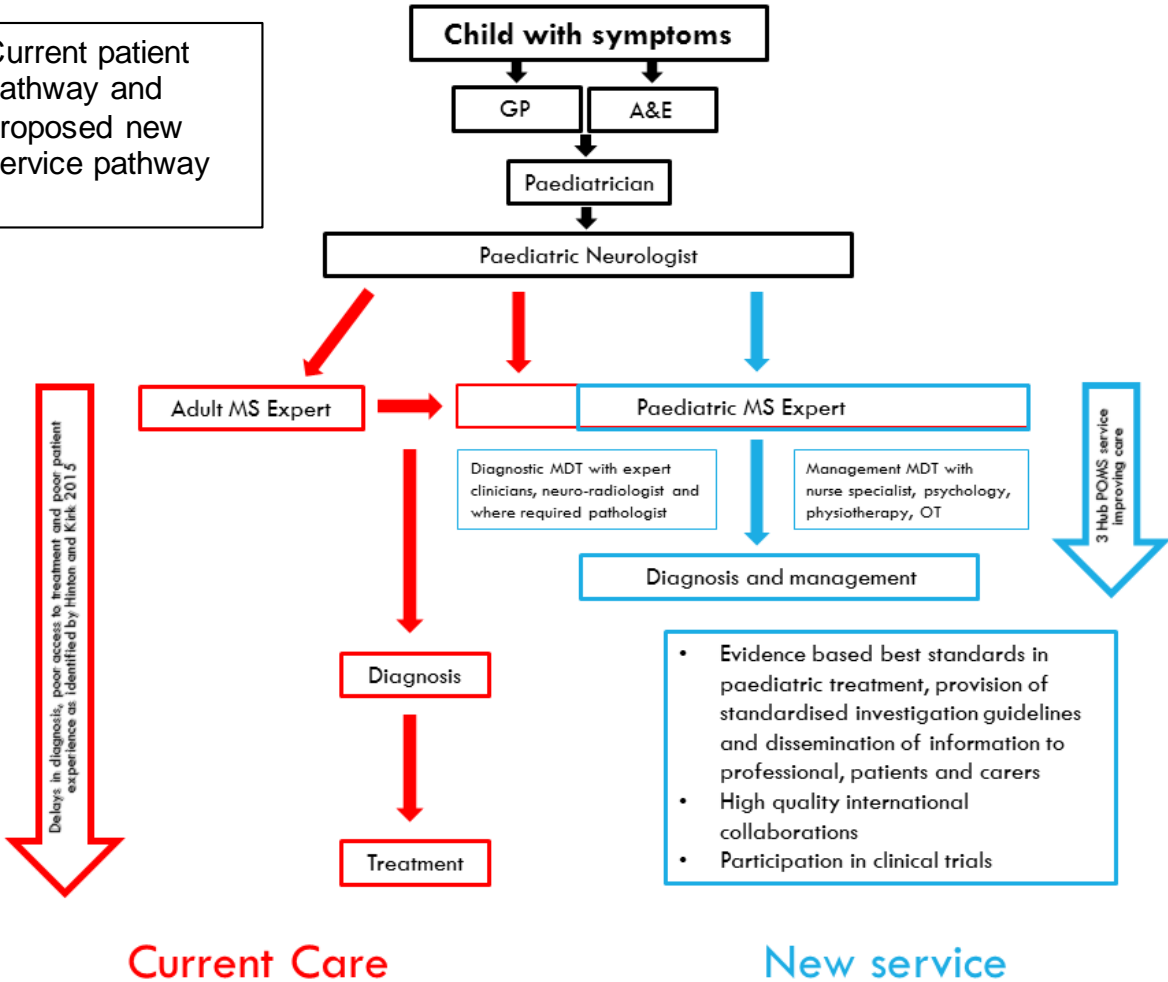 Current patient
pathway and
proposed new
service pathway
Child with symptoms
GP
A&E
Paediatrician
Paediatric Neurologist
Adult MS Expert
Paediatric MS Expert
Delays in diagnosis, poor access to treatment and poor patient
experience as identified by Hinton and Kirk 2015
Diagnostic MDT with expert
clinicians, neuro-radiologist and
where required pathologist
Management MDT with
nurse specialist, psychology,
physiotherapy, OT
3 Hub POMS service
improving care
Diagnosis and management
Diagnosis
Treatment
• Evidence based best standards in
paediatric treatment, provision of
standardised investigation guidelines
and dissemination of information to
professional, patients and carers
• High quality international
collaborations
• Participation in clinical trials
Current Care
New service